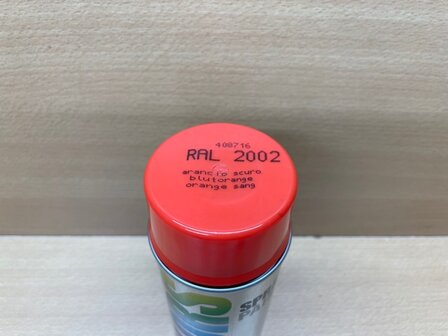 408716
RAL 2002
arancio scuro
blutorange
orange sang